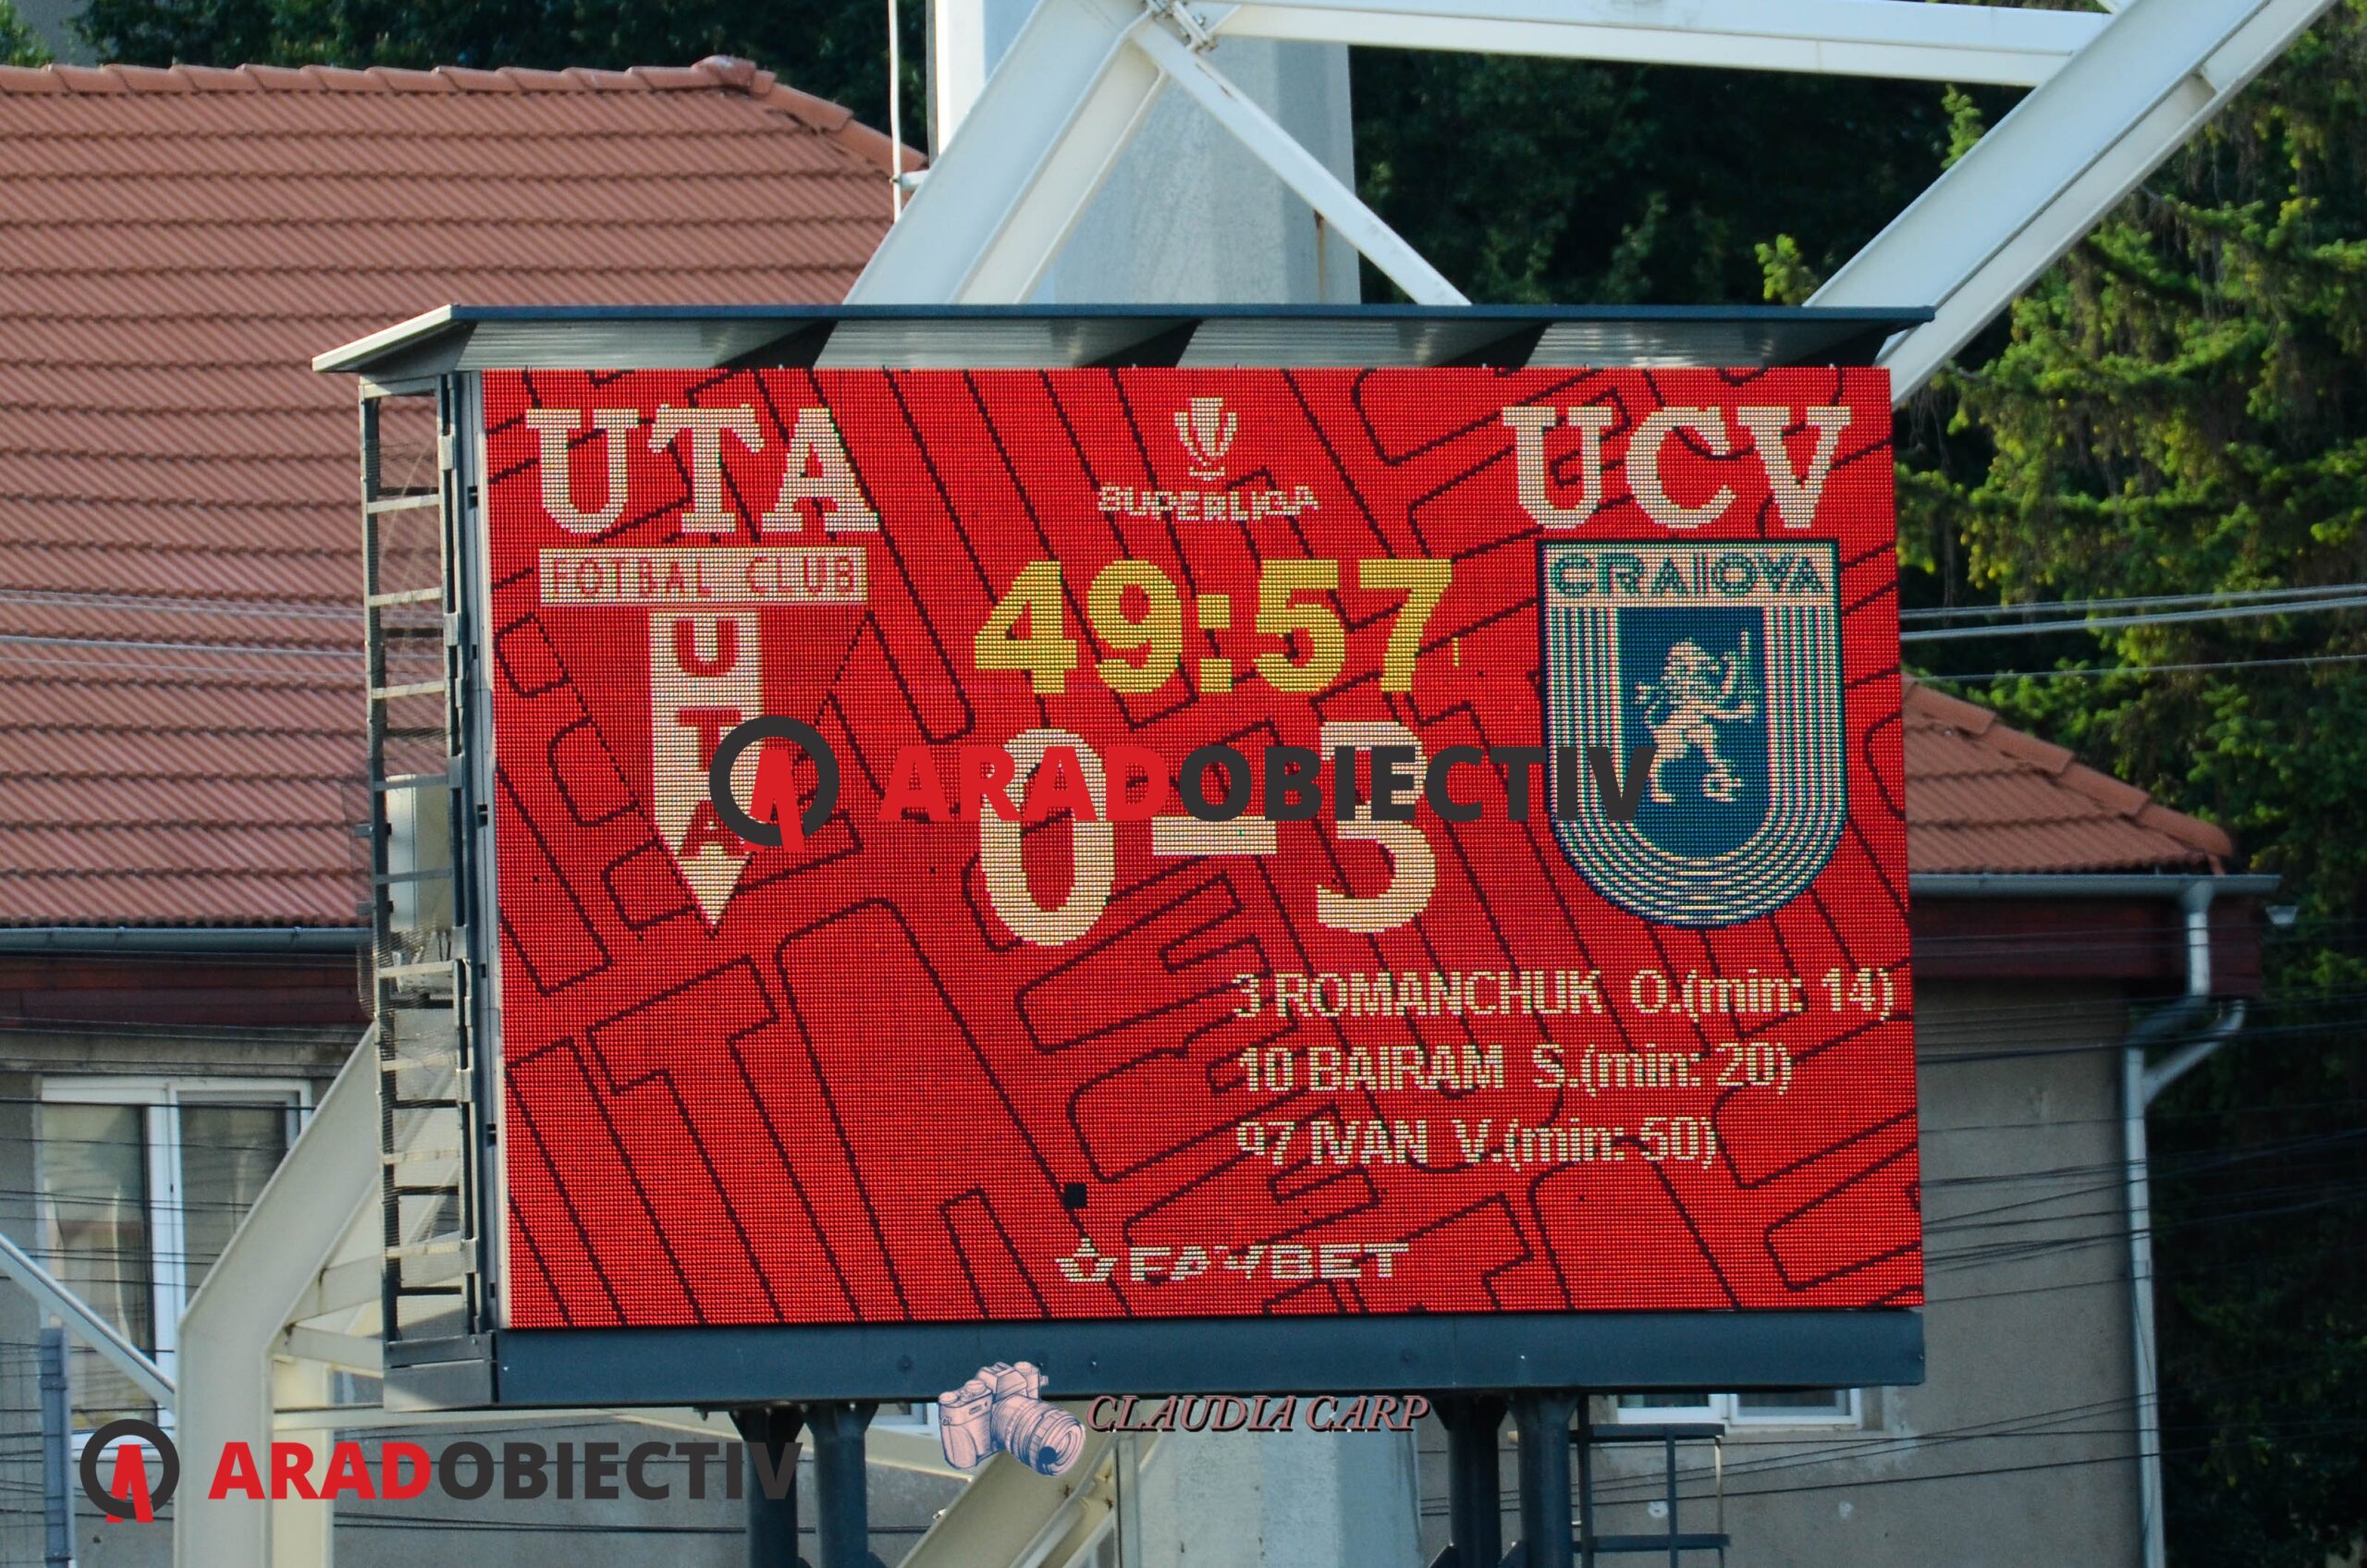 UTA
SUPERLIGA
UCV
FOTBAL CLUB
CRAIOVA
49:57
U
T
A
0-3
ARADOBIECTIV
3 ROMANCHUK O.(min: 14)
10 BAIRAM S.(min: 20)
97 IVAN V.(min: 50)
CLAUDIA CARP
ARADOBIECTIV